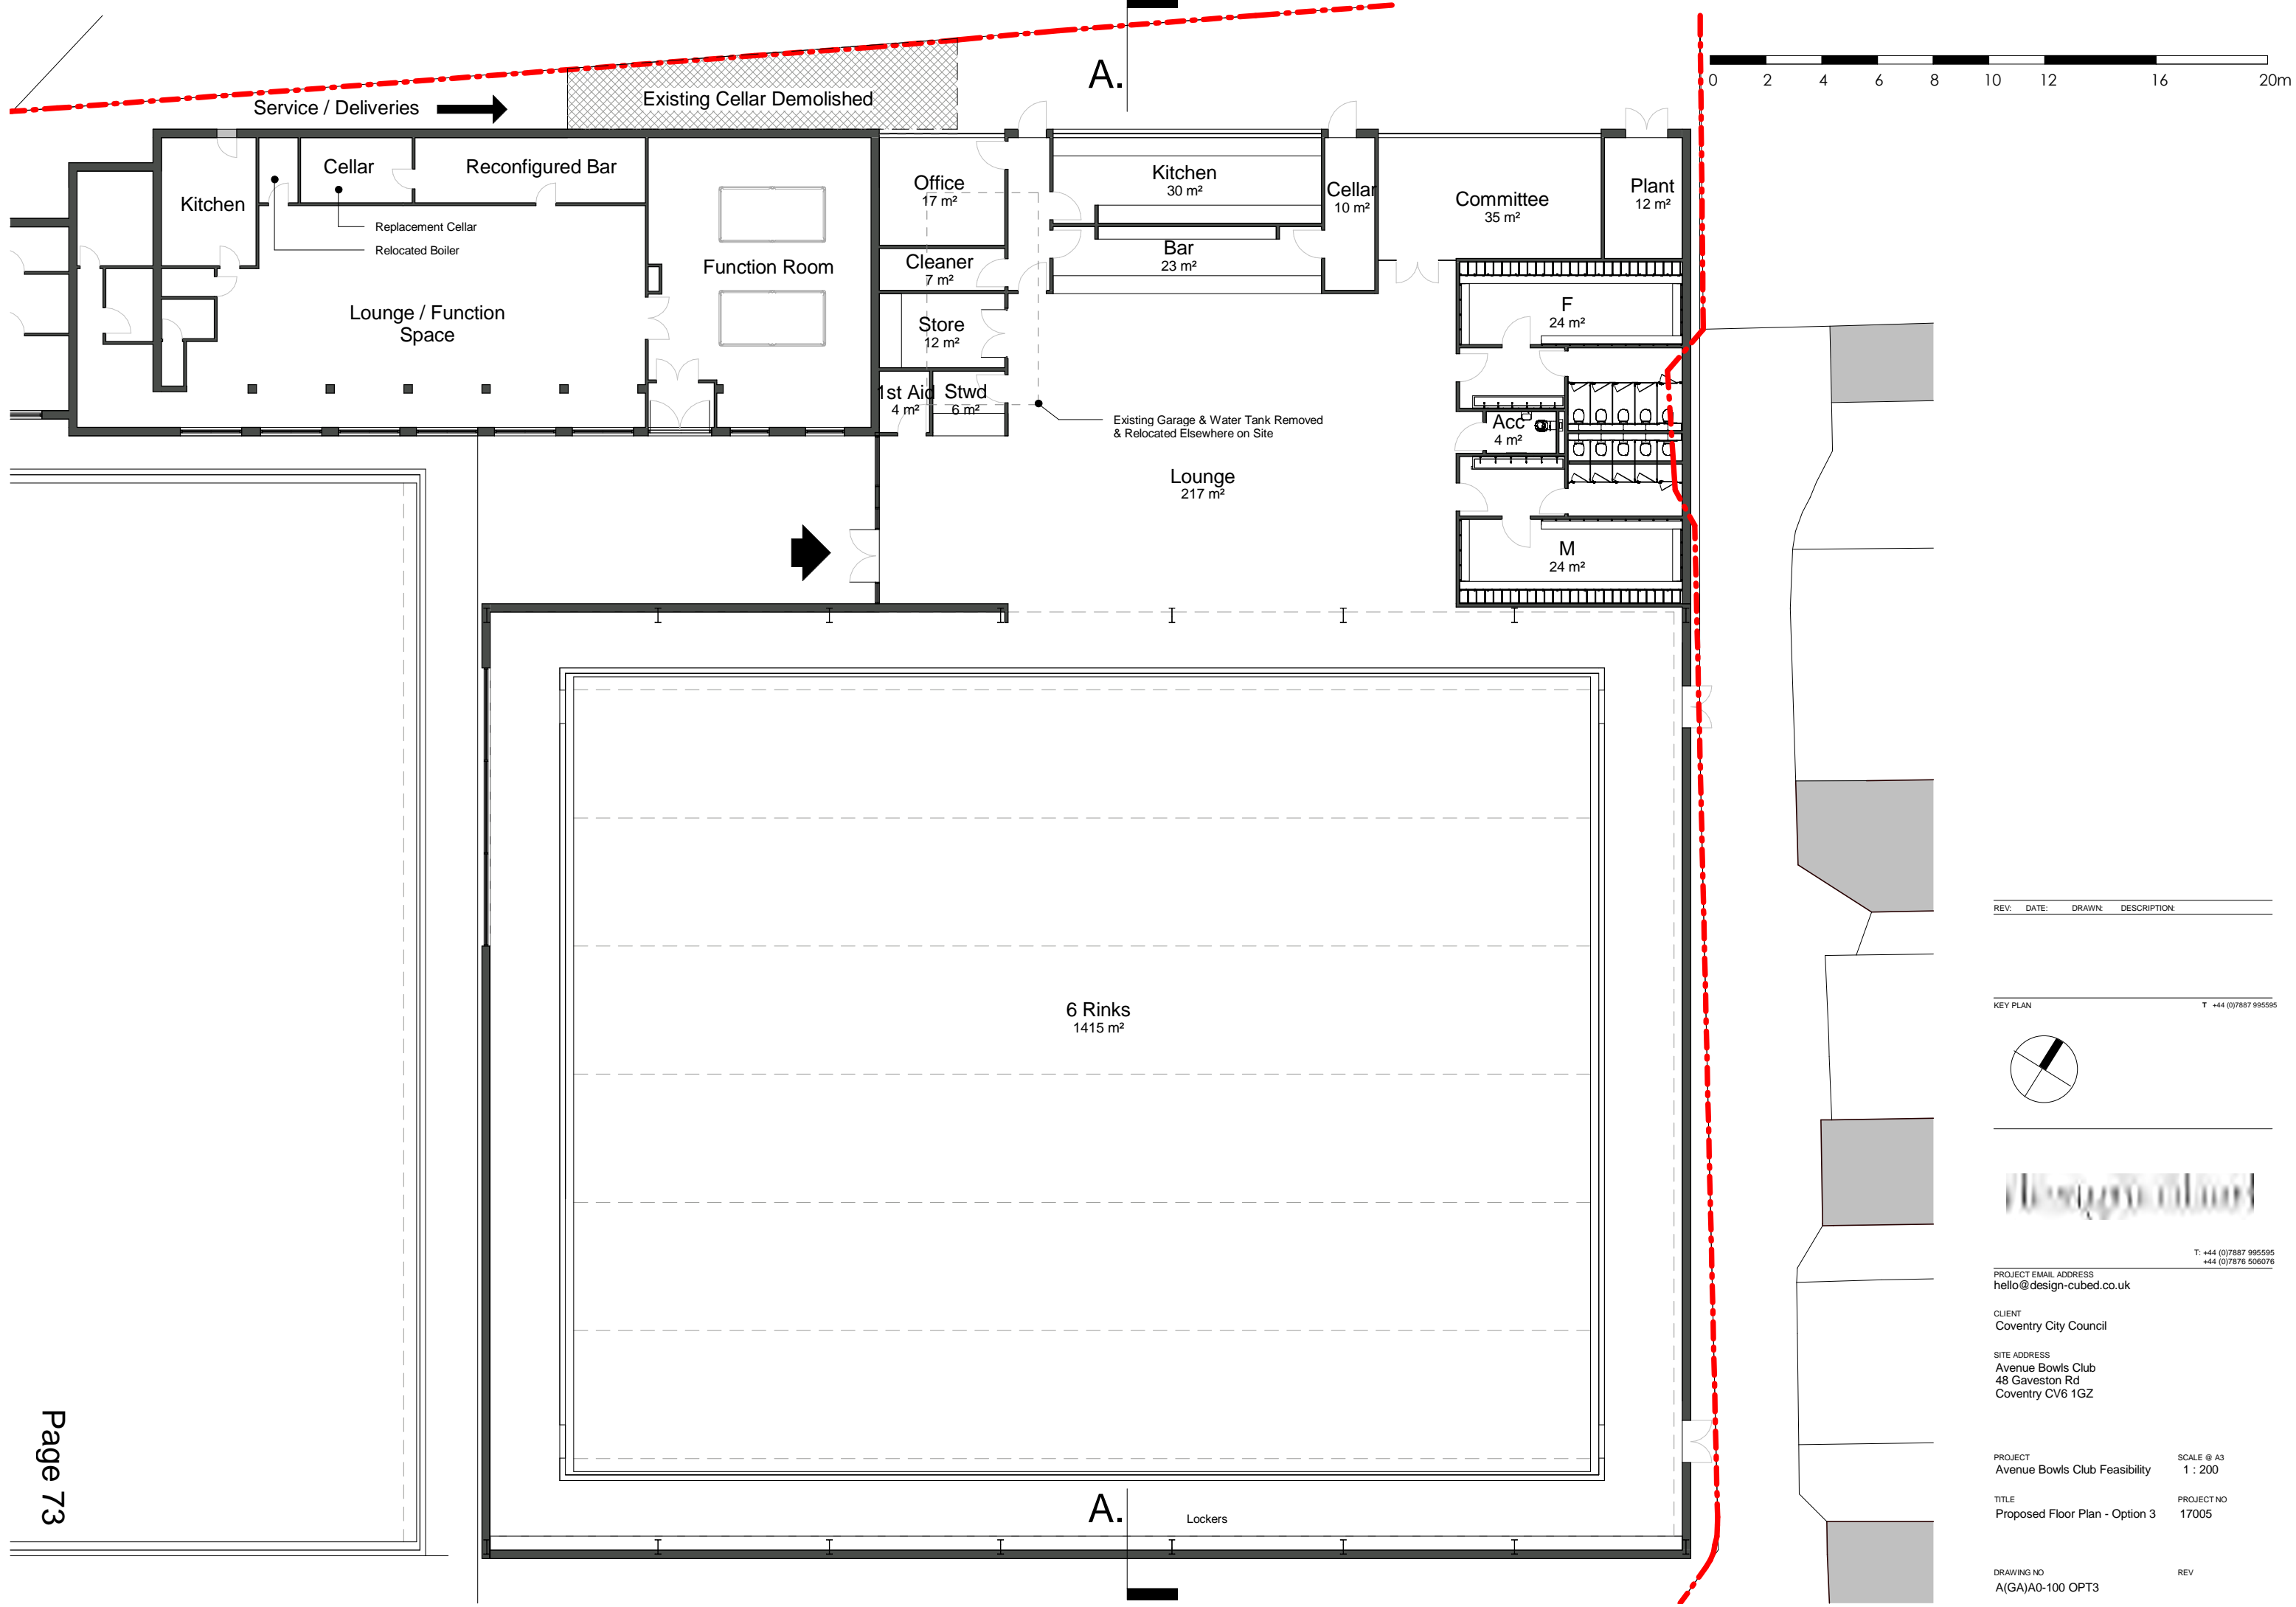 A.
0 2 4 6 8 10 12 16 20m
Service / Deliveries
Existing Cellar Demolished
Kitchen
Cellar
Reconfigured Bar
Replacement Cellar
Relocated Boiler
Lounge / Function
Space
Function Room
Office
17 m²
Cleaner
7 m²
Store
12 m²
1st Aid
4 m²
Stwd
6 m²
Kitchen
30 m²
Bar
23 m²
Cellar
10 m²
Committee
35 m²
Plant
12 m²
F
24 m²
Acc
4 m²
M
24 m²
Existing Garage & Water Tank Removed
& Relocated Elsewhere on Site
Lounge
217 m²
6 Rinks
1415 m²
A.
Lockers
Page 73
REV: DATE: DRAWN: DESCRIPTION:
KEY PLAN
T +44 (0)7887 995595
T: +44 (0)7887 995595
+44 (0)7876 506076
PROJECT EMAIL ADDRESS
hello@design-cubed.co.uk
CLIENT
Coventry City Council
SITE ADDRESS
Avenue Bowls Club
48 Gaveston Rd
Coventry CV6 1GZ
PROJECT SCALE @ A3
Avenue Bowls Club Feasibility 1 : 200
TITLE PROJECT NO
Proposed Floor Plan - Option 3 17005
DRAWING NO REV
A(GA)A0-100 OPT3